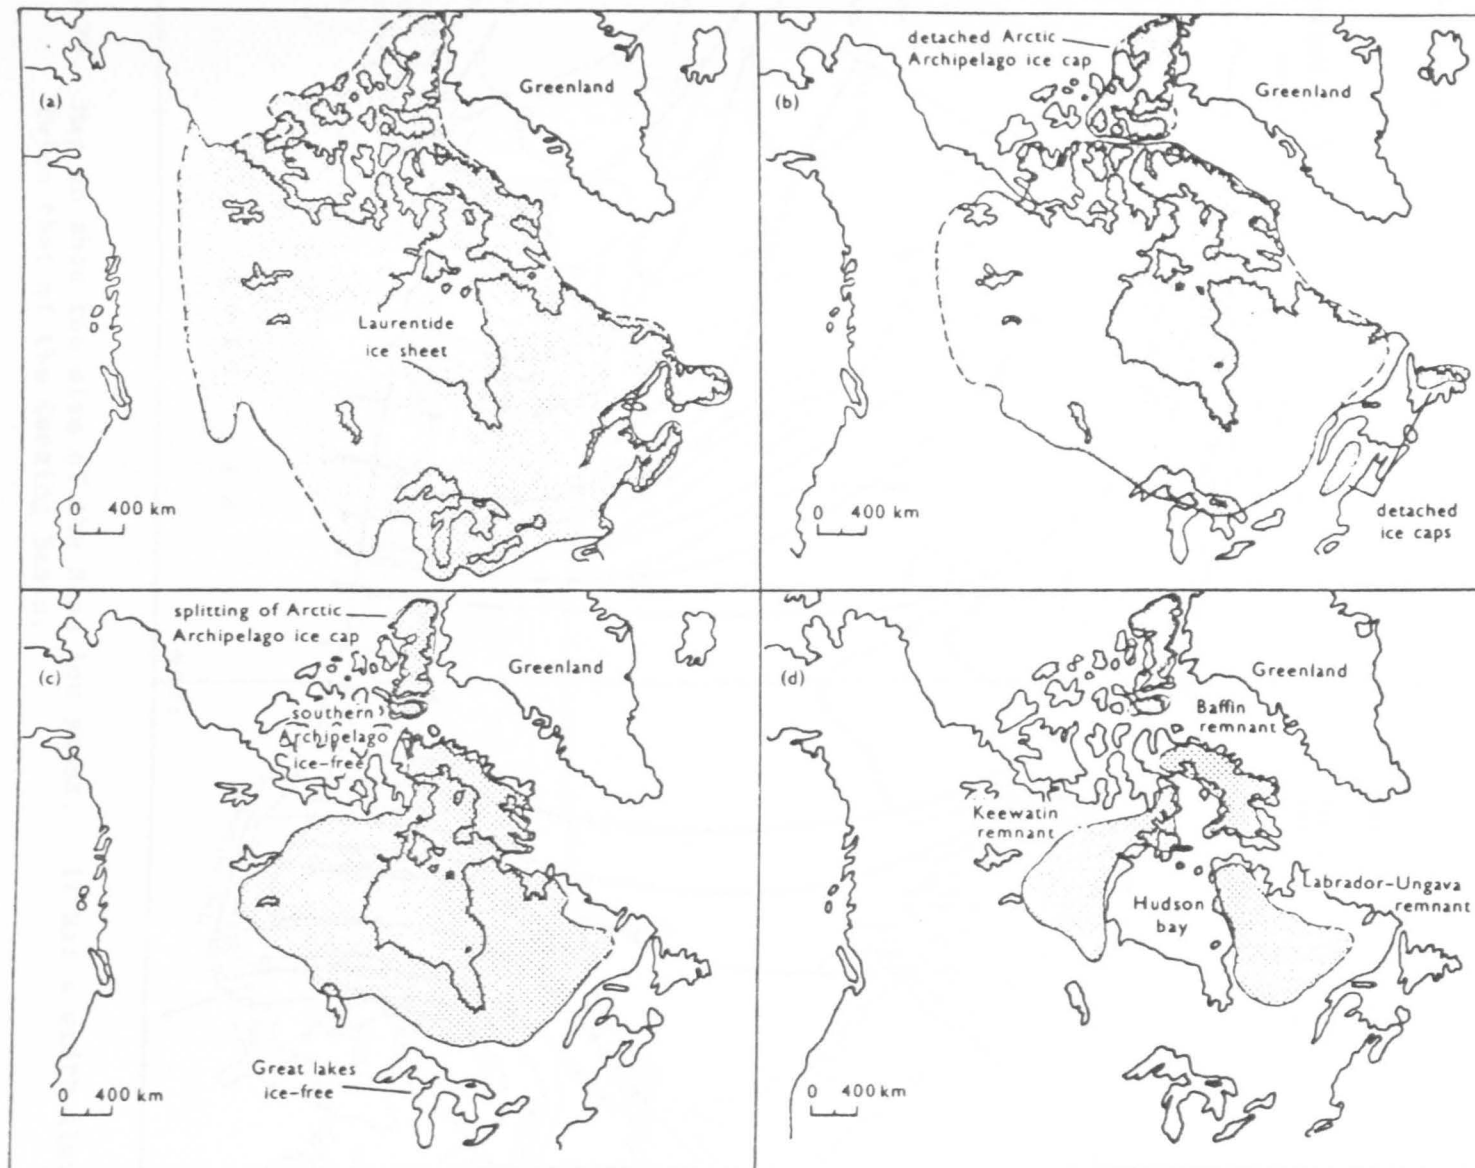 (a)
Greenland
Laurentide
ice sheet
0 400 km
(b)
detached Arctic
Archipelago ice cap
Greenland
0 400 km
detached
ice caps
(c)
splitting of Arctic
Archipelago ice cap
Greenland
southern
Archipelago
ice-free
0 400 km
Great lakes
ice-free
(d)
Greenland
Baffin
remnant
Keewatin
remnant
Hudson
bay
Labrador-Ungava
remnant
0 400 km